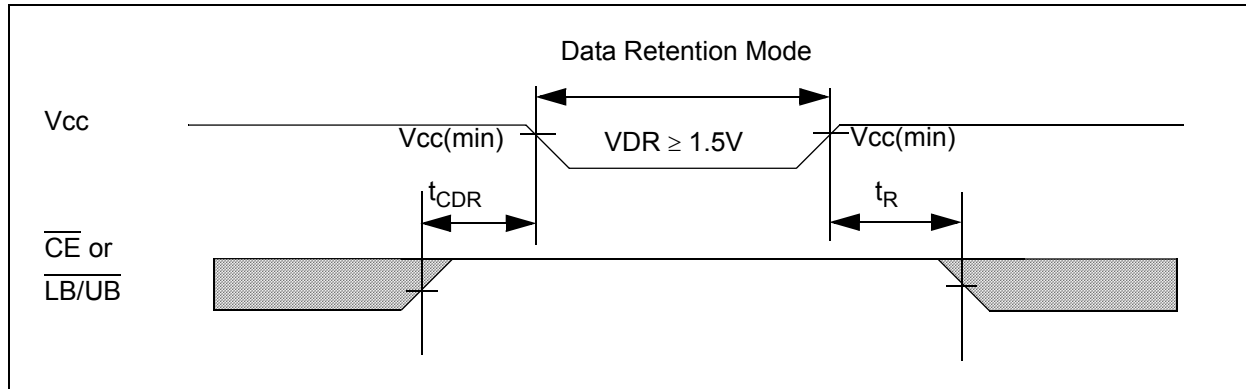 Data Retention Mode
Vcc
Vcc(min)
VDR ≥ 1.5V
Vcc(min)
tCDR
tR
CE or
LB/UB